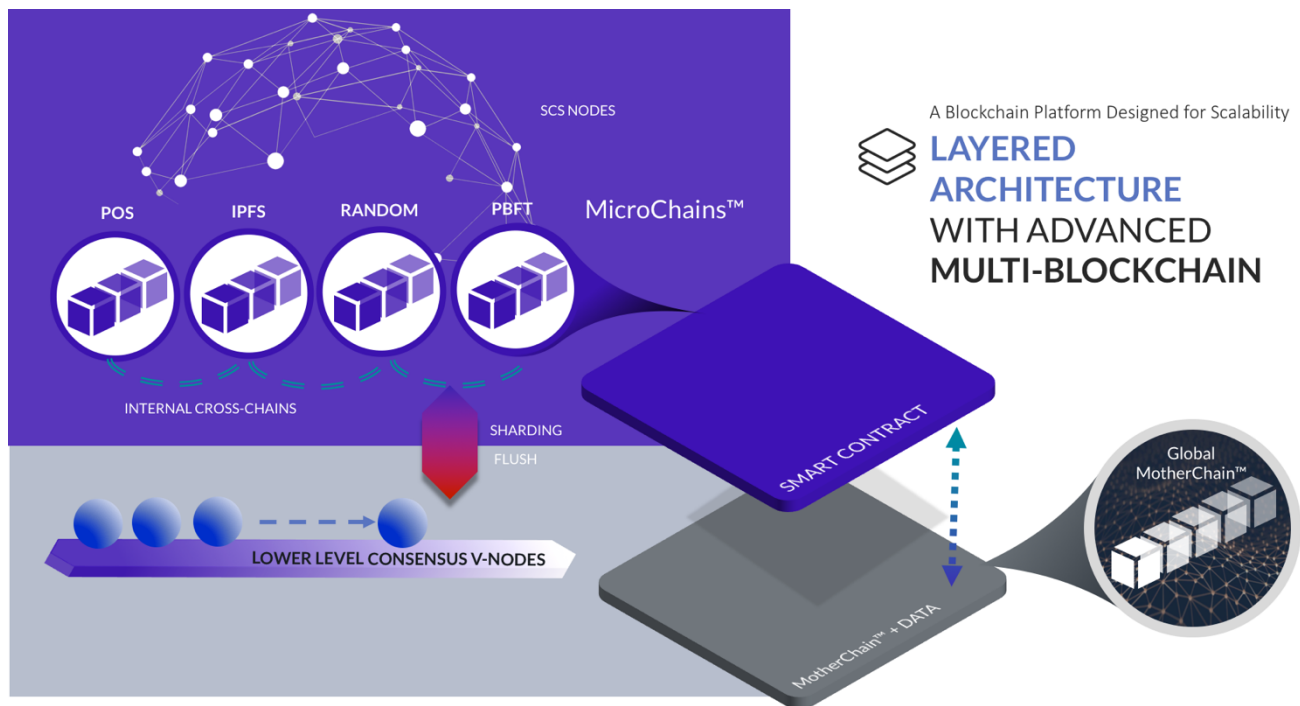 A Blockchain Platform Designed for Scalability
LAYERED
ARCHITECTURE
WITH ADVANCED
MULTI-BLOCKCHAIN
SCS NODES
POS
IPFS
RANDOM
PBFT
MicroChains™
INTERNAL CROSS-CHAINS
SHARDING
FLUSH
LOWER LEVEL CONSENSUS V-NODES
SMART CONTRACT
MotherChain™ + DATA
Global
MotherChain™